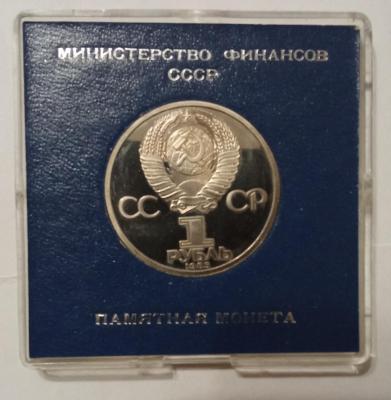 МИНИСТЕРСТВО ФИНАНСОВ
СССР
СС СР
1
РУБЛЬ
ПАМЯТНАЯ МОНЕТА